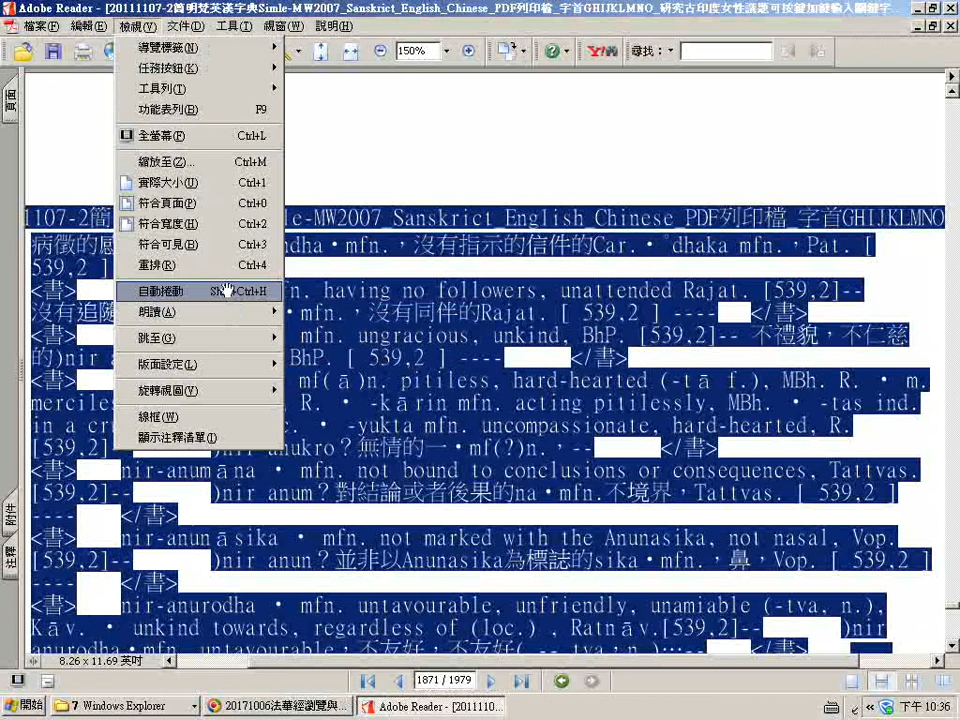 Adobe Reader - [20111107-2簡明梵英漢字典Simle-MW2007_Sanskrict_English_Chinese_PDF列印檔_字首GHIJKLMNO_研究古印度女性議題可按鍵加
檔案(F) 編輯(E) 檢視(V) 文件(D) 工具(T) 視窗(W) 說明(H)
150% Y! 尋找：
導覽標籤(N)
任務按鈕(K)
工具列(T)
功能表列(B) F9
全螢幕(F) Ctrl+L
縮放至(Z)... Ctrl+M
實際大小(U) Ctrl+1
符合頁面(P) Ctrl+0
符合寬度(H) Ctrl+2
符合可見(B) Ctrl+3
重排(R) Ctrl+4
自動捲動 Ctrl+H
朗讀(A)
跳至(G)
版面設定(L)
旋轉視圖(Y)
線框(W)
顯示注釋清單(I)
頁面
附件
注釋
1107-2簡 le-MW2007_Sanskrict_English_Chinese_PDF列印檔_字首GHIJKLMNO
病徵的 dha•mfn.，沒有指示的信件的Car.•°dhaka mfn., Pat. [
539,2 ]
<書> fn. having no followers, unattended Rajat. [539,2]--
沒有追隨 •mfn.，沒有同伴的Rajat. [ 539,2 ] ---- </書>
<書> mfn. ungracious, unkind, BhP. [539,2]-- 不禮貌，不仁慈
的)nir a BhP. [ 539,2 ] ---- </書>
<書> mf(ā)n. pitiless, hard-hearted (-tā f.), MBh. R. • m.
merciles R. • -kārin mfn. acting pitilessly, MBh. • -tas ind.
in a cru • -yukta mfn. uncompassionate, hard-hearted, R.
)nir anukro？無情的一•mf(?)n. ---- </書>
<書> nir-anumāna • mfn. not bound to conclusions or consequences, Tattvas.
[539,2]-- )nir anum？對結論或者後果的na•mfn.不境界，Tattvas. [ 539,2 ]
---- </書>
<書> nir-anunāsika • mfn. not marked with the Anunasika, not nasal, Vop.
[539,2]-- )nir anun？並非以Anunasika為標誌的sika•mfn.，鼻，Vop. [ 539,2 ]
---- </書>
<書> nir-anurodha • mfn. untavourable, unfriendly, unamiable (-tva, n.),
Kāv. • unkind towards, regardless of (loc.) , Ratnāv.[539,2]-- )nir
8.26 x 11.69 英吋
1871 / 1979
開始 7 Windows Explorer 20171006法華經瀏覽與... Adobe Reader - [2011110... 下午 10:36